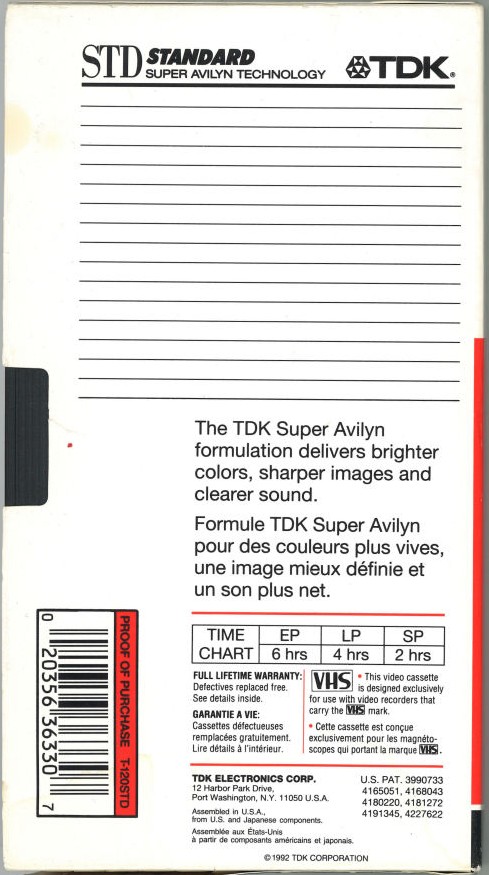 STD STANDARD
SUPER AVILYN TECHNOLOGY
TDK®
The TDK Super Avilyn
formulation delivers brighter
colors, sharper images and
clearer sound.
Formule TDK Super Avilyn
pour des couleurs plus vives,
une image mieux définie et
un son plus net.
TIME CHART EP LP SP
6 hrs 4 hrs 2 hrs
FULL LIFETIME WARRANTY:
Defectives replaced free.
See details inside.
GARANTIE A VIE:
Cassettes défectueuses
remplacées gratuitement.
Lire détails à l'intérieur.
VHS • This video cassette
is designed exclusively
for use with video recorders that
carry the VHS mark.
• Cette cassette est conçue
exclusivement pour les magnéto-
scopes qui portant la marque VHS.
PROOF OF PURCHASE T-120STD
0 20356 36330 7
TDK ELECTRONICS CORP.
12 Harbor Park Drive,
Port Washington, N.Y. 11050 U.S.A.
Assembled in U.S.A.,
from U.S. and Japanese components.
Assemblée aux États-Unis
à partir de composants américains et japonais.
U.S. PAT. 3990733
4165051, 4168043
4180220, 4181272
4191345, 4227622
©1992 TDK CORPORATION